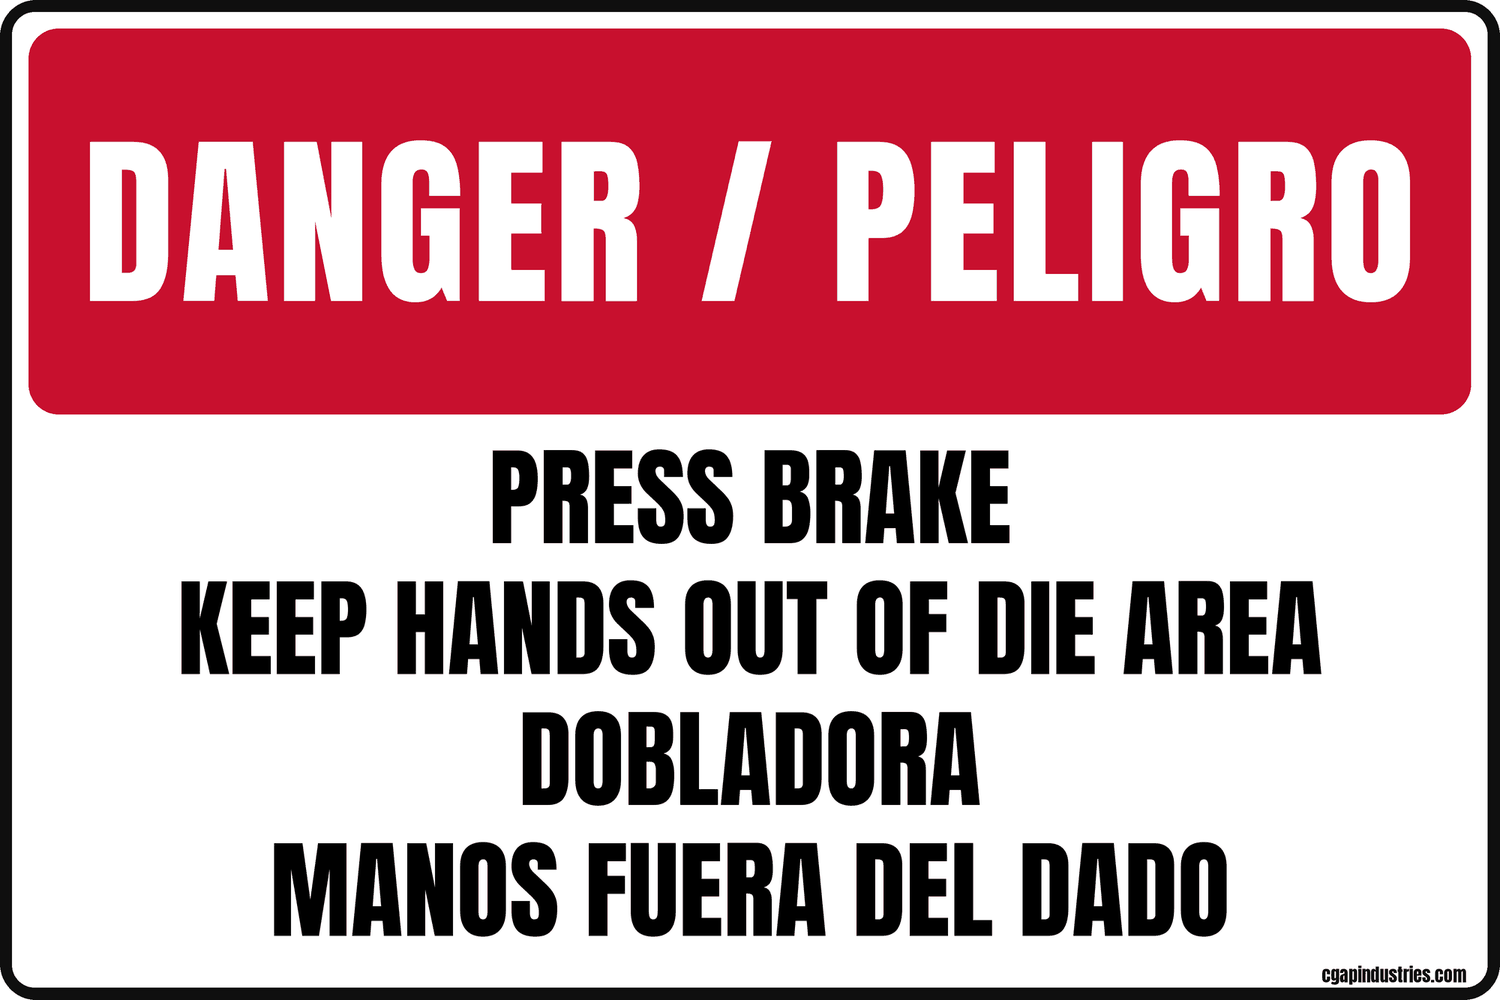 DANGER / PELIGRO
PRESS BRAKE
KEEP HANDS OUT OF DIE AREA
DOBLADORA
MANOS FUERA DEL DADO
cgapindustries.com